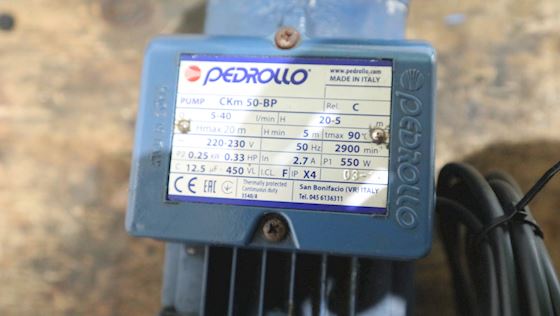 PEDROLLO
www.pedrollo.com
MADE IN ITALY
PUMP CKm 50-BP Rel. C
5-40 l/min H 20-5 m
Hmax 20 m H min 5 m tmax 90°C
220-230 V 50 Hz 2900 min
P2 0.25 kW 0.33 HP In 2.7 A P1 550 W
C 12.5 µF 450 VL I.CL F IP X4
CE EAC Thermally protected
Continuous duty
San Bonifacio (VR) ITALY
Tel. 045 6136311
PEDROLLO